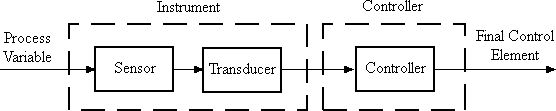 Instrument
Controller
Process
Variable
Sensor
Transducer
Controller
Final Control
Element